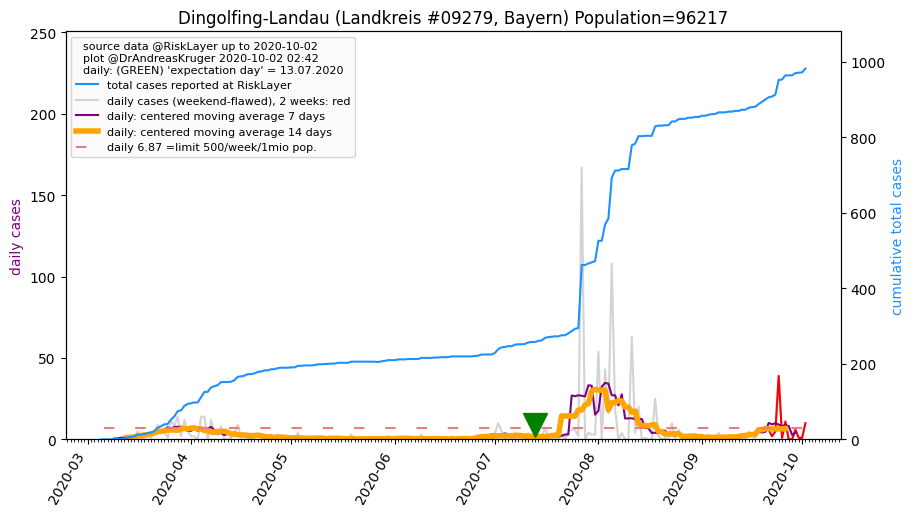 Dingolfing-Landau (Landkreis #09279, Bayern) Population=96217
source data @RiskLayer up to 2020-10-02
plot @DrAndreasKruger 2020-10-02 02:42
daily: (GREEN) 'expectation day' = 13.07.2020
total cases reported at RiskLayer
daily cases (weekend-flawed), 2 weeks: red
daily: centered moving average 7 days
daily: centered moving average 14 days
daily 6.87 =limit 500/week/1mio pop.
daily cases
250
200
150
100
50
0
cumulative total cases
1000
800
600
400
200
0
2020-03
2020-04
2020-05
2020-06
2020-07
2020-08
2020-09
2020-10